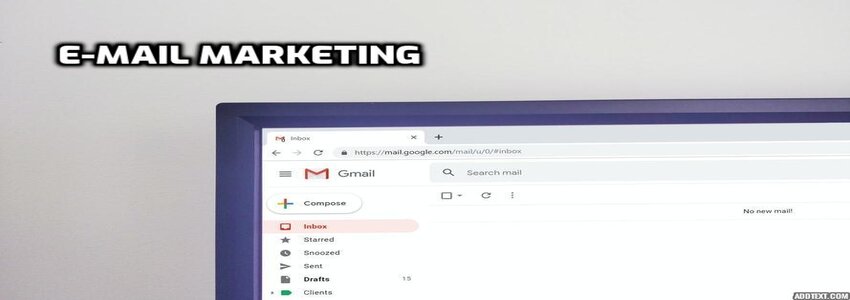 E-MAIL MARKETING
Inbox
https://mail.google.com/mail/u/0/#inbox
Gmail
Search mail
Compose
No new mail!
Inbox
Starred
Snoozed
Sent
Drafts 15
Clients
ADDTEXT.COM